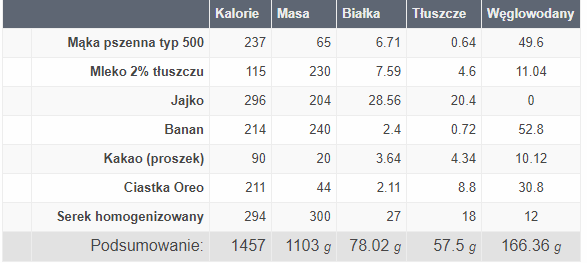 Kalorie Masa Białka Tłuszcze Węglowodany
Mąka pszenna typ 500 237 65 6.71 0.64 49.6
Mleko 2% tłuszczu 115 230 7.59 4.6 11.04
Jajko 296 204 28.56 20.4 0
Banan 214 240 2.4 0.72 52.8
Kakao (proszek) 90 20 3.64 4.34 10.12
Ciastka Oreo 211 44 2.11 8.8 30.8
Serek homogenizowany 294 300 27 18 12
Podsumowanie: 1457 1103 g 78.02 g 57.5 g 166.36 g